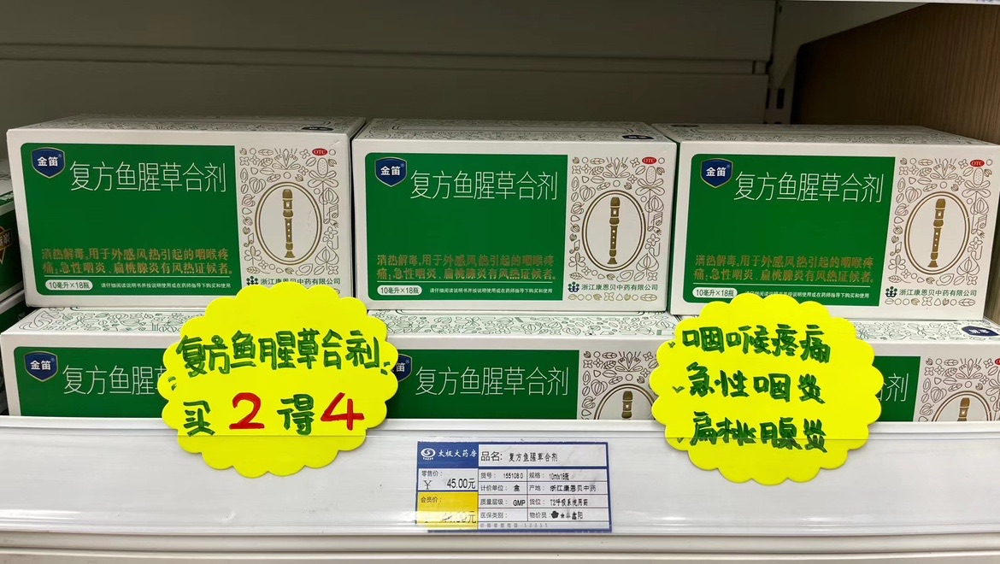 金笛
复方鱼腥草合剂
OTC
清热解毒。用于外感风热引起的咽喉疼
痛;急性咽炎、扁桃腺炎有风热证候者。
10毫升×18瓶
请仔细阅读说明书并按说明使用或在药师指导下购买和使用
浙江康恩贝中药有限公司
金笛
复方鱼腥草合剂
OTC
清热解毒。用于外感风热引起的咽喉疼
痛;急性咽炎、扁桃腺炎有风热证候者。
10毫升×18瓶
请仔细阅读说明书并按说明使用或在药师指导下购买和使用
浙江康恩贝中药有限公司
金笛
复方鱼腥草合剂
OTC
清热解毒。用于外感风热引起的咽喉疼
痛;急性咽炎、扁桃腺炎有风热证候者。
10毫升×18瓶
请仔细阅读说明书并按说明使用或在药师指导下购买和使用
浙江康恩贝中药有限公司
金笛
复方鱼腥
笛
复方鱼腥草合剂
剂
复方鱼腥草合剂
买2得4
咽喉疼痛
急性咽炎
扁桃腺炎
太极大药房
品名: 复方鱼腥草合剂
零售价:
¥ 45.00元
货号: 155108.0 规格: 10mlx18瓶
计价单位: 盒 产地: 浙江康恩贝中药
会员价:
质量层级: GMP 货位: T2呼吸系统用药
医保类别: 物价员: